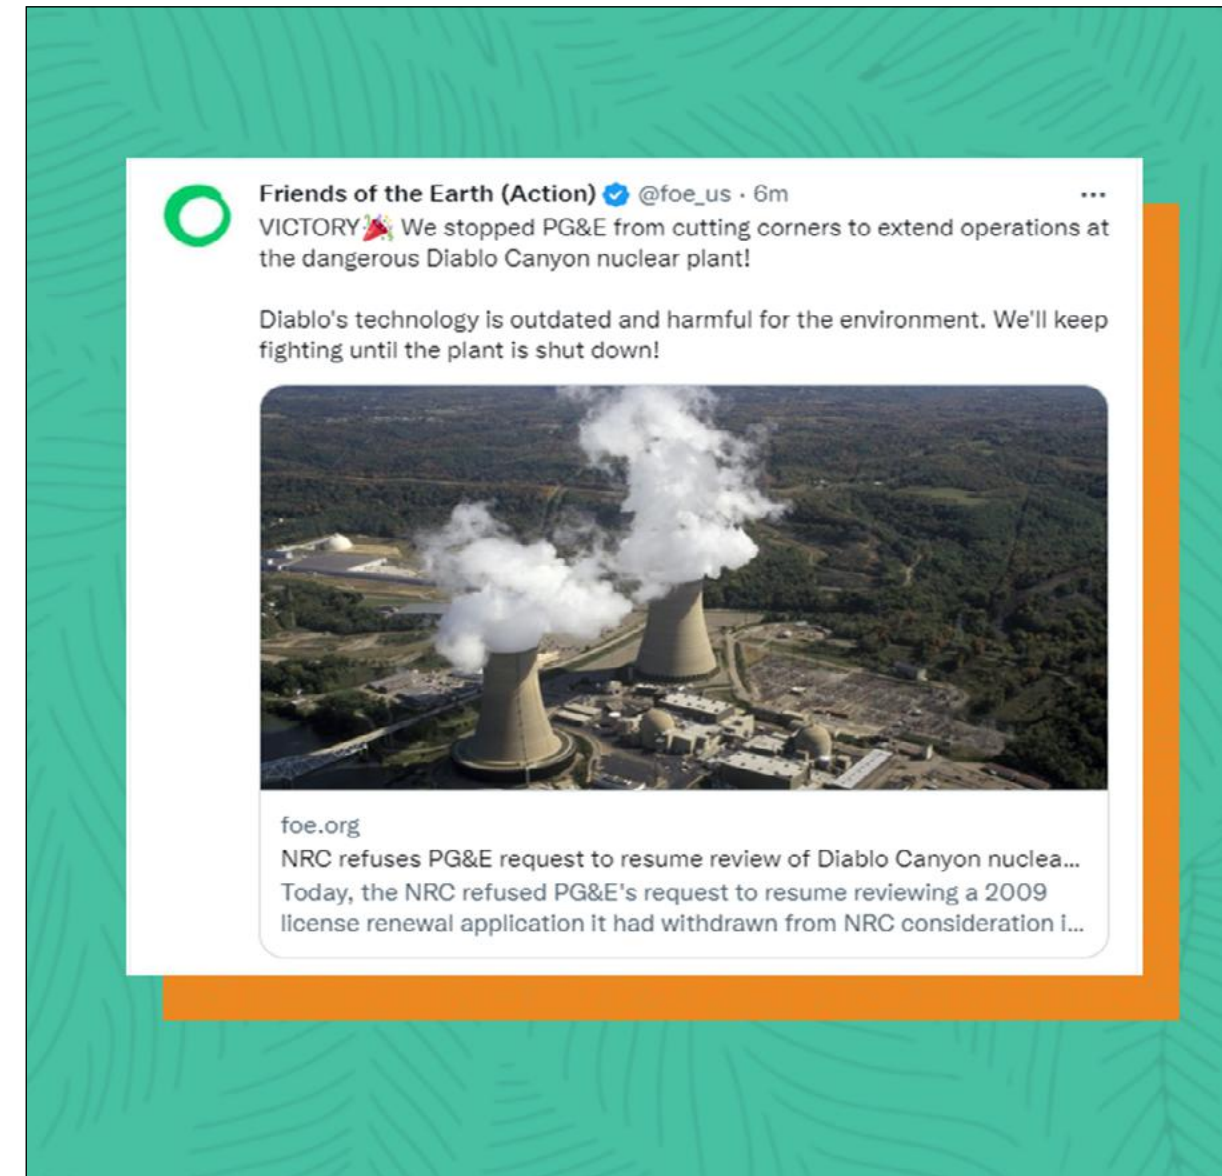 Friends of the Earth (Action) @foe_us · 6m
VICTORY🎉 We stopped PG&E from cutting corners to extend operations at
the dangerous Diablo Canyon nuclear plant!
Diablo's technology is outdated and harmful for the environment. We'll keep
fighting until the plant is shut down!
foe.org
NRC refuses PG&E request to resume review of Diablo Canyon nuclea...
Today, the NRC refused PG&E's request to resume reviewing a 2009
license renewal application it had withdrawn from NRC consideration i...